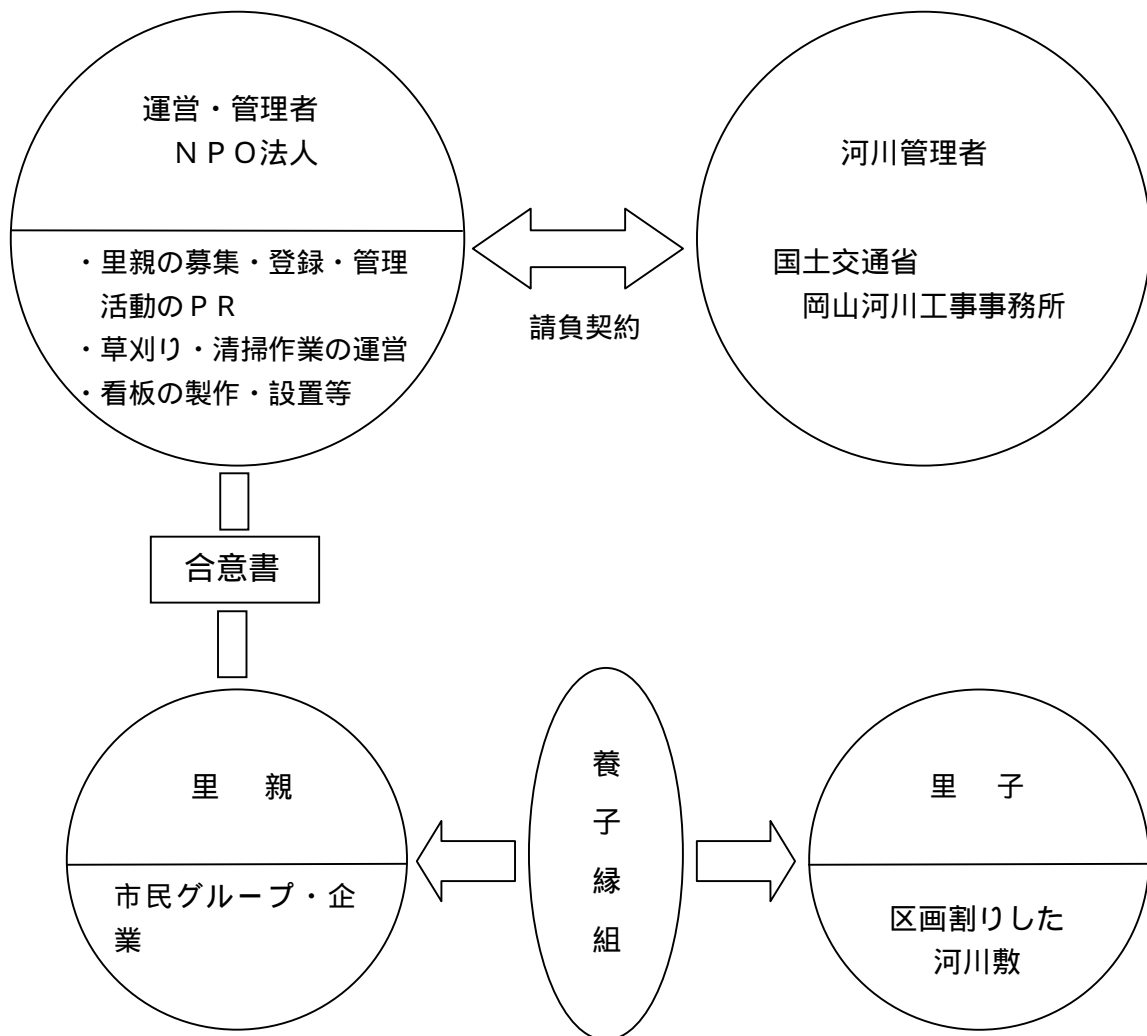 運営・管理者
ＮＰＯ法人
・里親の募集・登録・管理
活動のＰＲ
・草刈り・清掃作業の運営
・看板の製作・設置等
請負契約
河川管理者
国土交通省
岡山河川工事事務所
合意書
里　親
市民グループ・企
業
養
子
縁
組
里　子
区画割りした
河川敷